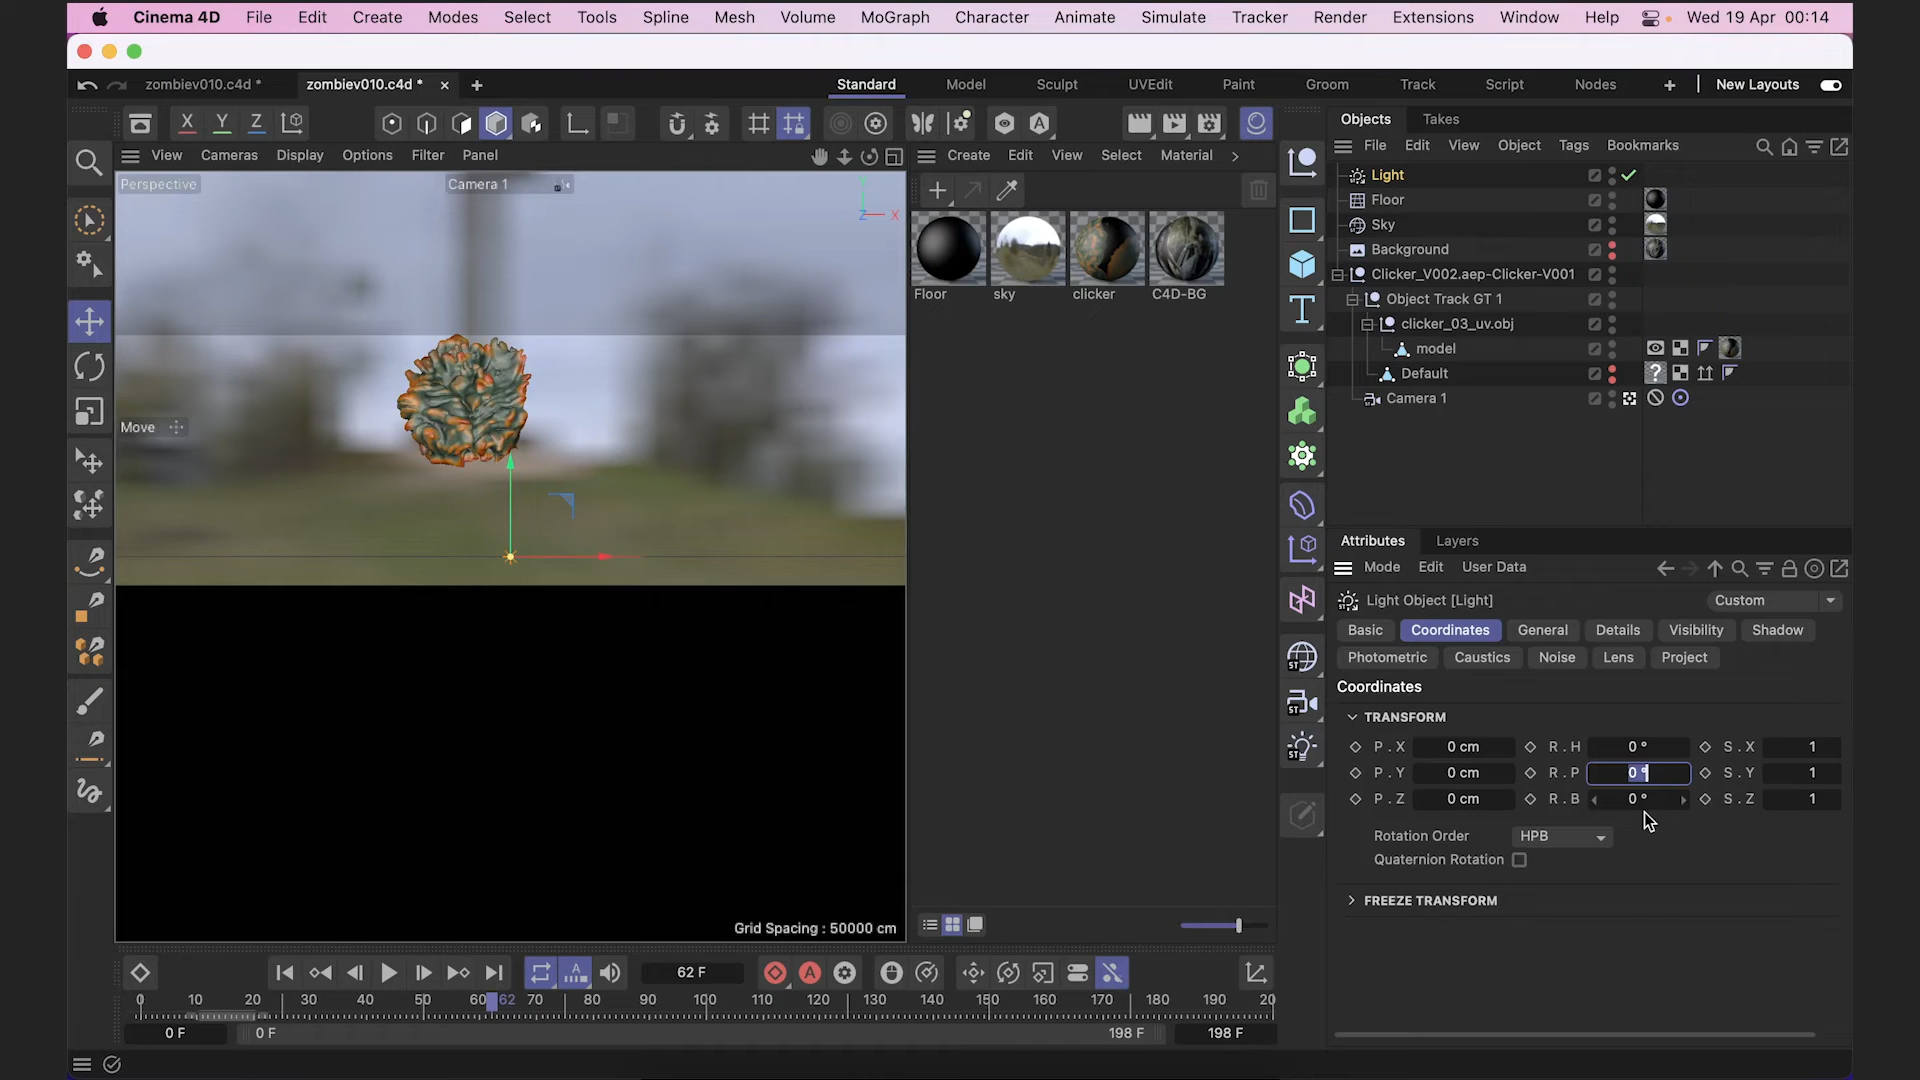 Cinema 4D File Edit Create Modes Select Tools Spline Mesh Volume MoGraph Character Animate Simulate Tracker Render Extensions Window Help Wed 19 Apr 00:14
zombiev010.c4d * zombiev010.c4d * × + Standard Model Sculpt UVEdit Paint Groom Track Script Nodes + New Layouts
X Y Z
View Cameras Display Options Filter Panel
Perspective Camera 1
Y
Z X
Move
Grid Spacing : 50000 cm
Create Edit View Select Material >
Floor sky clicker C4D-BG
Objects Takes
File Edit View Object Tags Bookmarks
Light
Floor
Sky
Background
Clicker_V002.aep-Clicker-V001
Object Track GT 1
clicker_03_uv.obj
model
Default ?
Camera 1
Attributes Layers
Mode Edit User Data
Light Object [Light] Custom
Basic Coordinates General Details Visibility Shadow
Photometric Caustics Noise Lens Project
Coordinates
TRANSFORM
P . X 0 cm R . H 0 ° S . X 1
P . Y 0 cm R . P 0 ° S . Y 1
P . Z 0 cm R . B 0 ° S . Z 1
Rotation Order HPB
Quaternion Rotation
FREEZE TRANSFORM
T
ST
ST
ST
A
A 62 F A
0 10 20 30 40 50 60 62 70 80 90 100 110 120 130 140 150 160 170 180 190 20
0 F 0 F 198 F 198 F